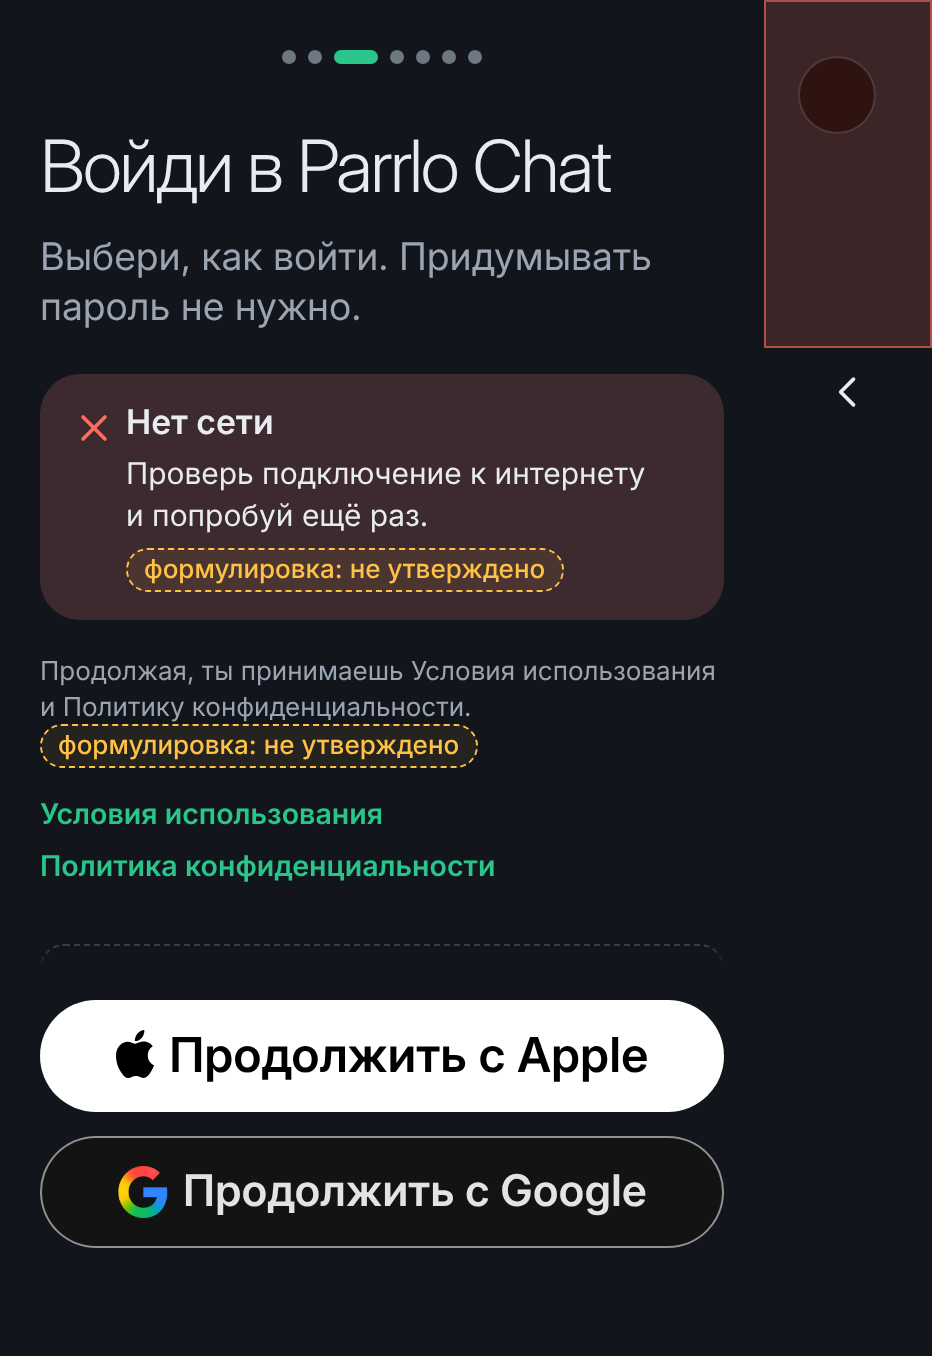 Войди в Parrlo Chat
Выбери, как войти. Придумывать
пароль не нужно.
Нет сети
Проверь подключение к интернету
и попробуй ещё раз.
формулировка: не утверждено
Продолжая, ты принимаешь Условия использования
и Политику конфиденциальности.
формулировка: не утверждено
Условия использования
Политика конфиденциальности
Продолжить с Apple
Продолжить с Google